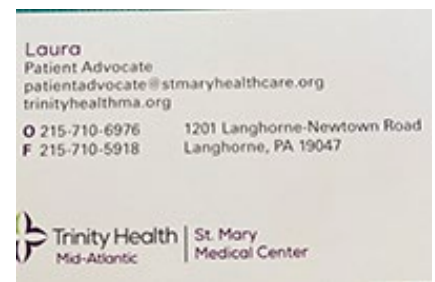 Laura
Patient Advocate
patientadvocate@stmaryhealthcare.org
trinityhealthma.org
O 215-710-6976 1201 Langhorne-Newtown Road
F 215-710-5918 Langhorne, PA 19047
Trinity Health | St. Mary
Mid-Atlantic | Medical Center